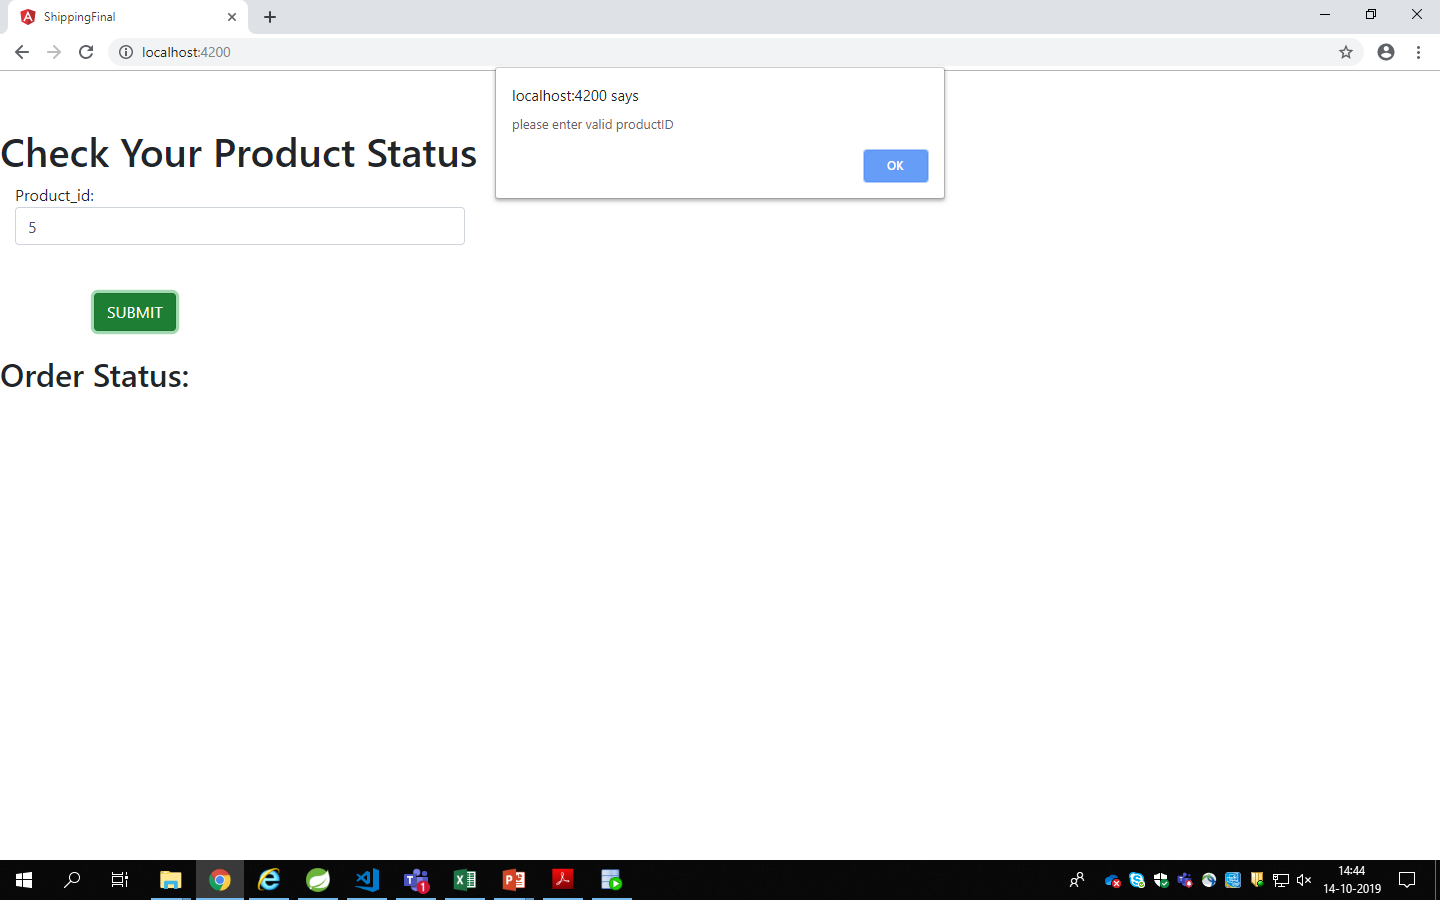 ShippingFinal
localhost:4200
localhost:4200 says
please enter valid productID
OK
Check Your Product Status
Product_id:
5
SUBMIT
Order Status:
14:44
14-10-2019